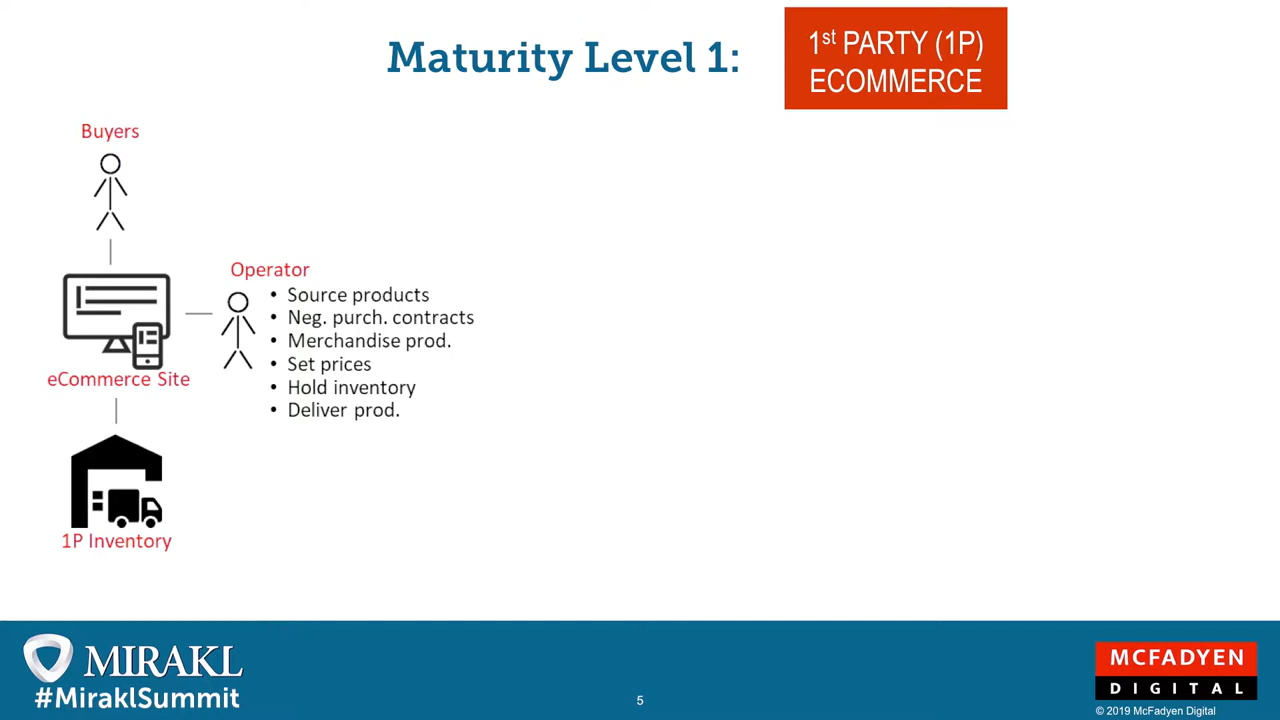 Maturity Level 1:
1st PARTY (1P)
ECOMMERCE
Buyers
Operator
• Source products
• Neg. purch. contracts
• Merchandise prod.
• Set prices
• Hold inventory
• Deliver prod.
eCommerce Site
1P Inventory
MIRAKL
#MiraklSummit
5
MCFADYEN
DIGITAL
© 2019 McFadyen Digital